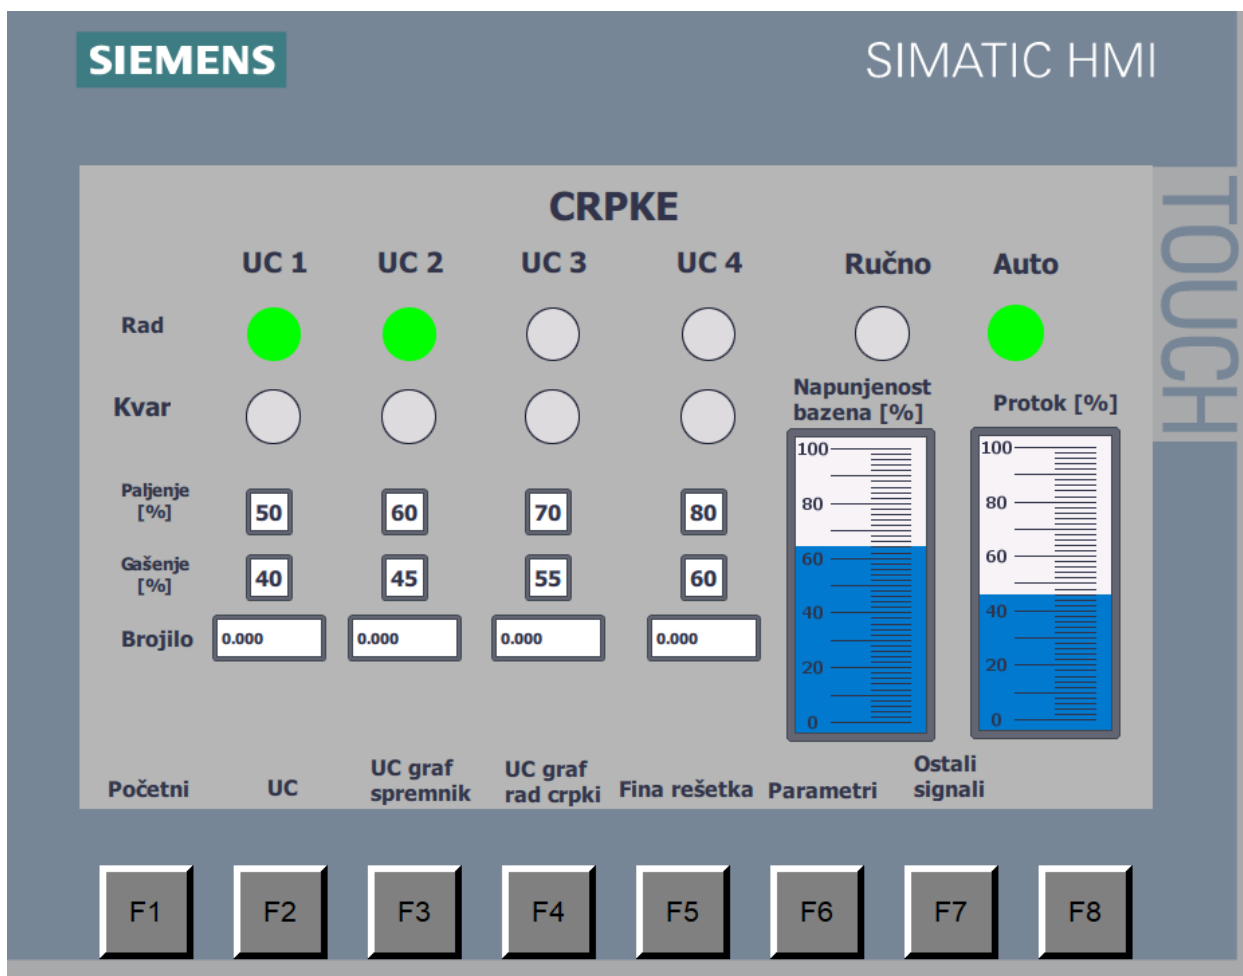 SIEMENS
SIMATIC HMI
TOUCH
CRPKE
UC 1 UC 2 UC 3 UC 4 Ručno Auto
Rad
Kvar
Napunjenost
bazena [%]
Protok [%]
Paljenje
[%]
50 60 70 80
Gašenje
[%]
40 45 55 60
Brojilo 0.000 0.000 0.000 0.000
100
80
60
40
20
0
100
80
60
40
20
0
Početni
UC
UC graf
spremnik
UC graf
rad crpki
Fina rešetka
Parametri
Ostali
signali
F1 F2 F3 F4 F5 F6 F7 F8